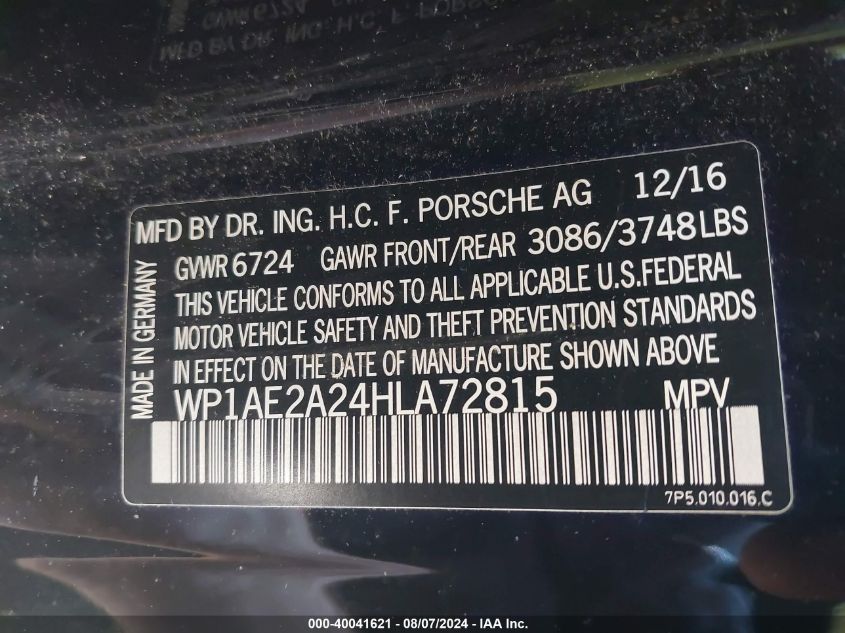 MFD BY DR. ING. H.C. F. PORSCHE AG 12/16
GVWR 6724 GAWR FRONT/REAR 3086/3748 LBS
THIS VEHICLE CONFORMS TO ALL APPLICABLE U.S.FEDERAL
MOTOR VEHICLE SAFETY AND THEFT PREVENTION STANDARDS
IN EFFECT ON THE DATE OF MANUFACTURE SHOWN ABOVE
MADE IN GERMANY
WP1AE2A24HLA72815 MPV
7P5.010.016.C
000-40041621 - 08/07/2024 - IAA Inc.